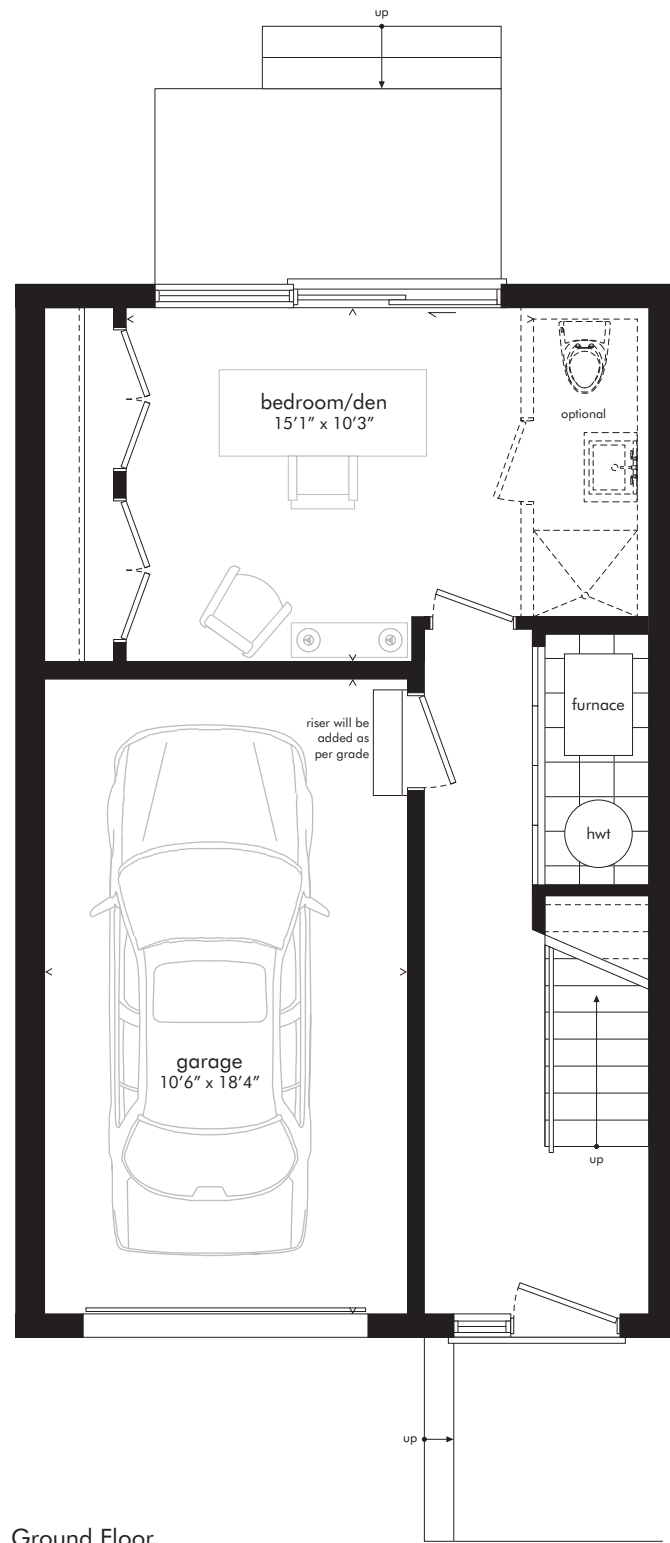 up
bedroom/den
15’1” x 10’3”
optional
furnace
riser will be
added as
per grade
hwt
garage
10’6” x 18’4”
up
up
Ground Floor